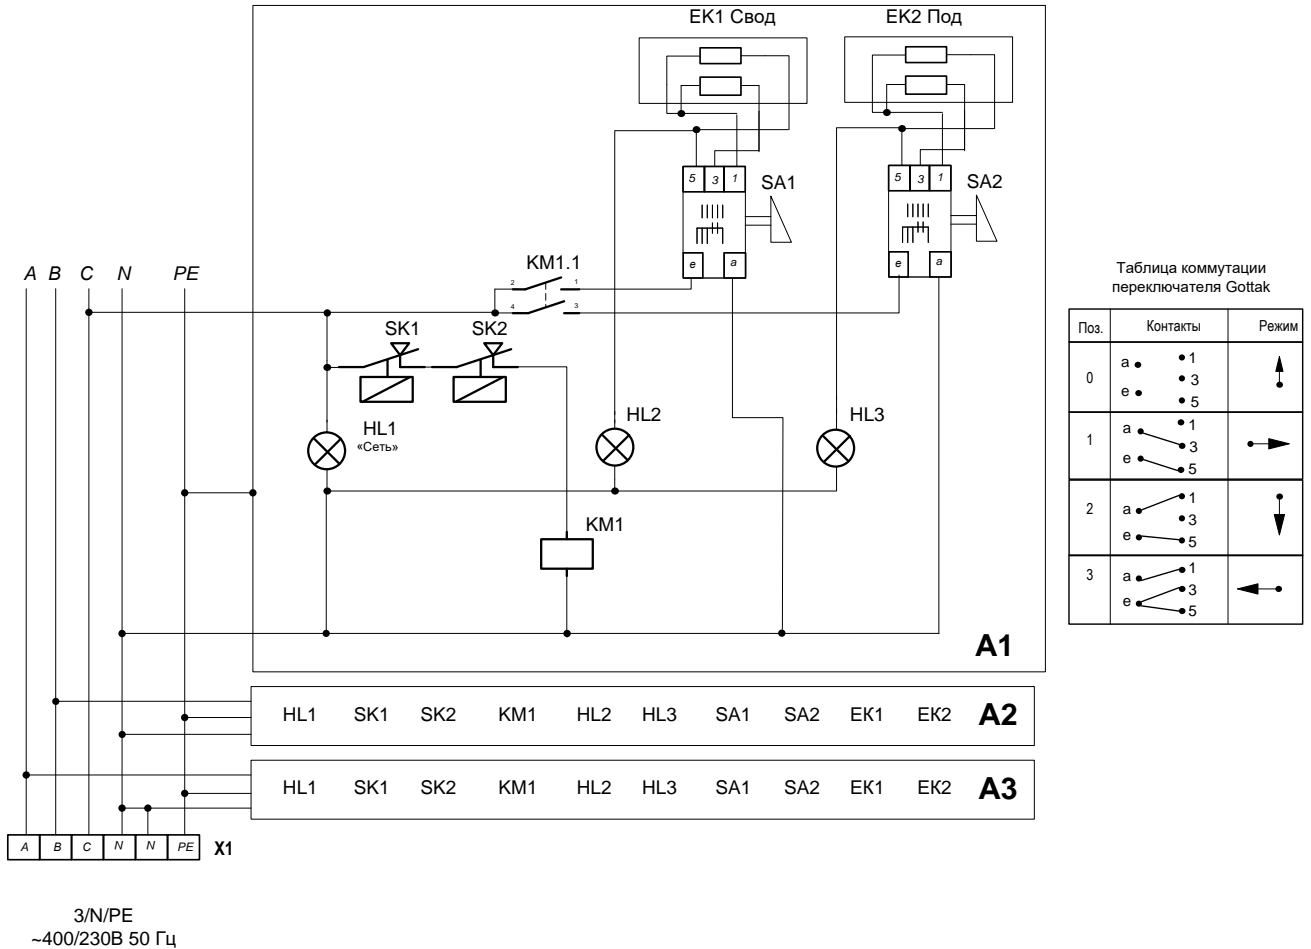 EK1 Свод
EK2 Под
5 3 1
SA1
e a
5 3 1
SA2
e a
A B C N PE
KM1.1
2 1
4 3
SK1 SK2
HL1
«Сеть»
HL2
HL3
KM1
A1
HL1 SK1 SK2 KM1 HL2 HL3 SA1 SA2 EK1 EK2 A2
HL1 SK1 SK2 KM1 HL2 HL3 SA1 SA2 EK1 EK2 A3
A B C N N PE X1
3/N/PE
~400/230В 50 Гц
Таблица коммутации
переключателя Gottak
Поз. Контакты Режим
0 a e 1 3 5
1 a e 1 3 5
2 a e 1 3 5
3 a e 1 3 5